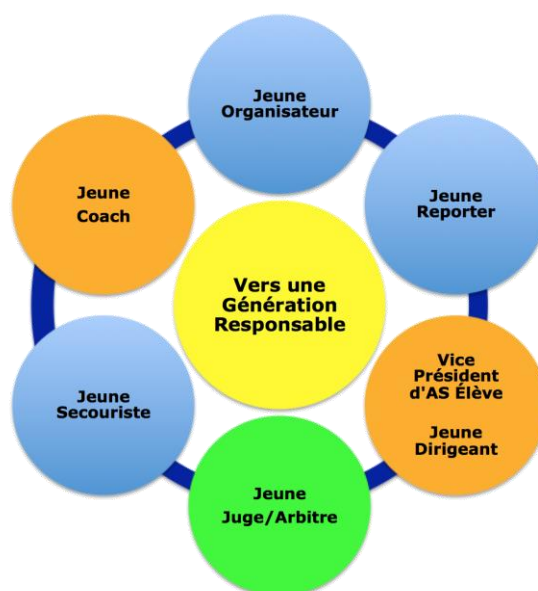 Jeune
Organisateur
Jeune
Reporter
Jeune
Coach
Vers une
Génération
Responsable
Vice
Président
d'AS Élève
Jeune
Dirigeant
Jeune
Secouriste
Jeune
Juge/Arbitre